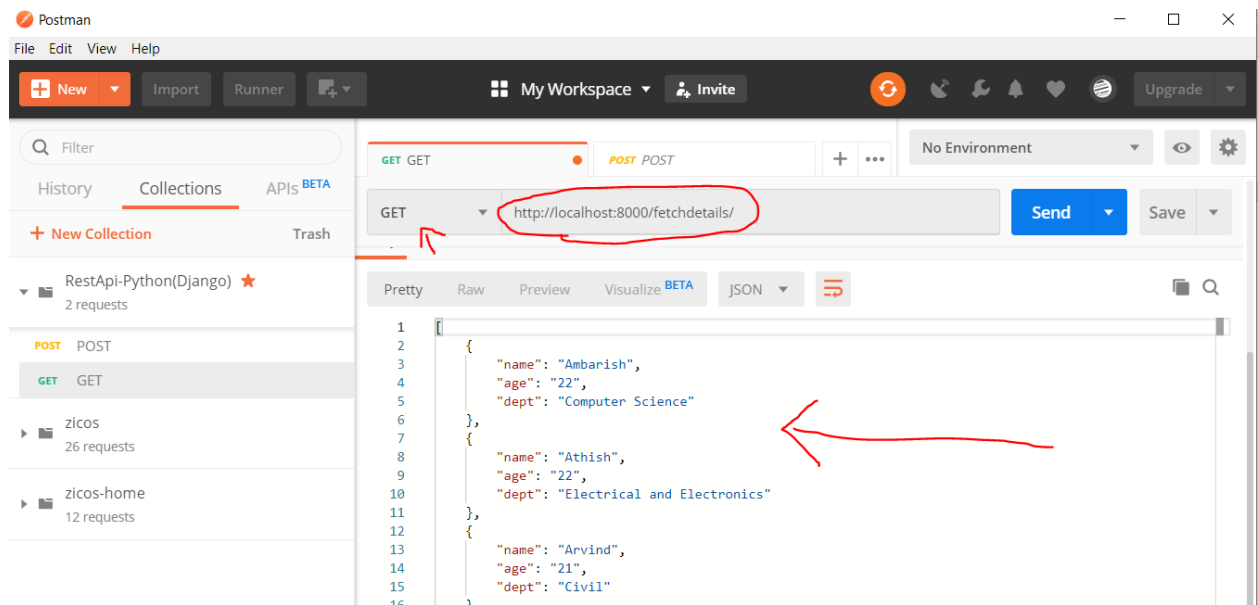 Postman
File Edit View Help
New Import Runner My Workspace Invite Upgrade
Filter
History Collections APIs BETA
+ New Collection Trash
RestApi-Python(Django)
2 requests
POST POST
GET GET
zicos
26 requests
zicos-home
12 requests
GET GET POST POST + ••• No Environment
GET http://localhost:8000/fetchdetails/ Send Save
Pretty Raw Preview Visualize BETA JSON
1 [
2 {
3 "name": "Ambarish",
4 "age": "22",
5 "dept": "Computer Science"
6 },
7 {
8 "name": "Athish",
9 "age": "22",
10 "dept": "Electrical and Electronics"
11 },
12 {
13 "name": "Arvind",
14 "age": "21",
15 "dept": "Civil"
16 }